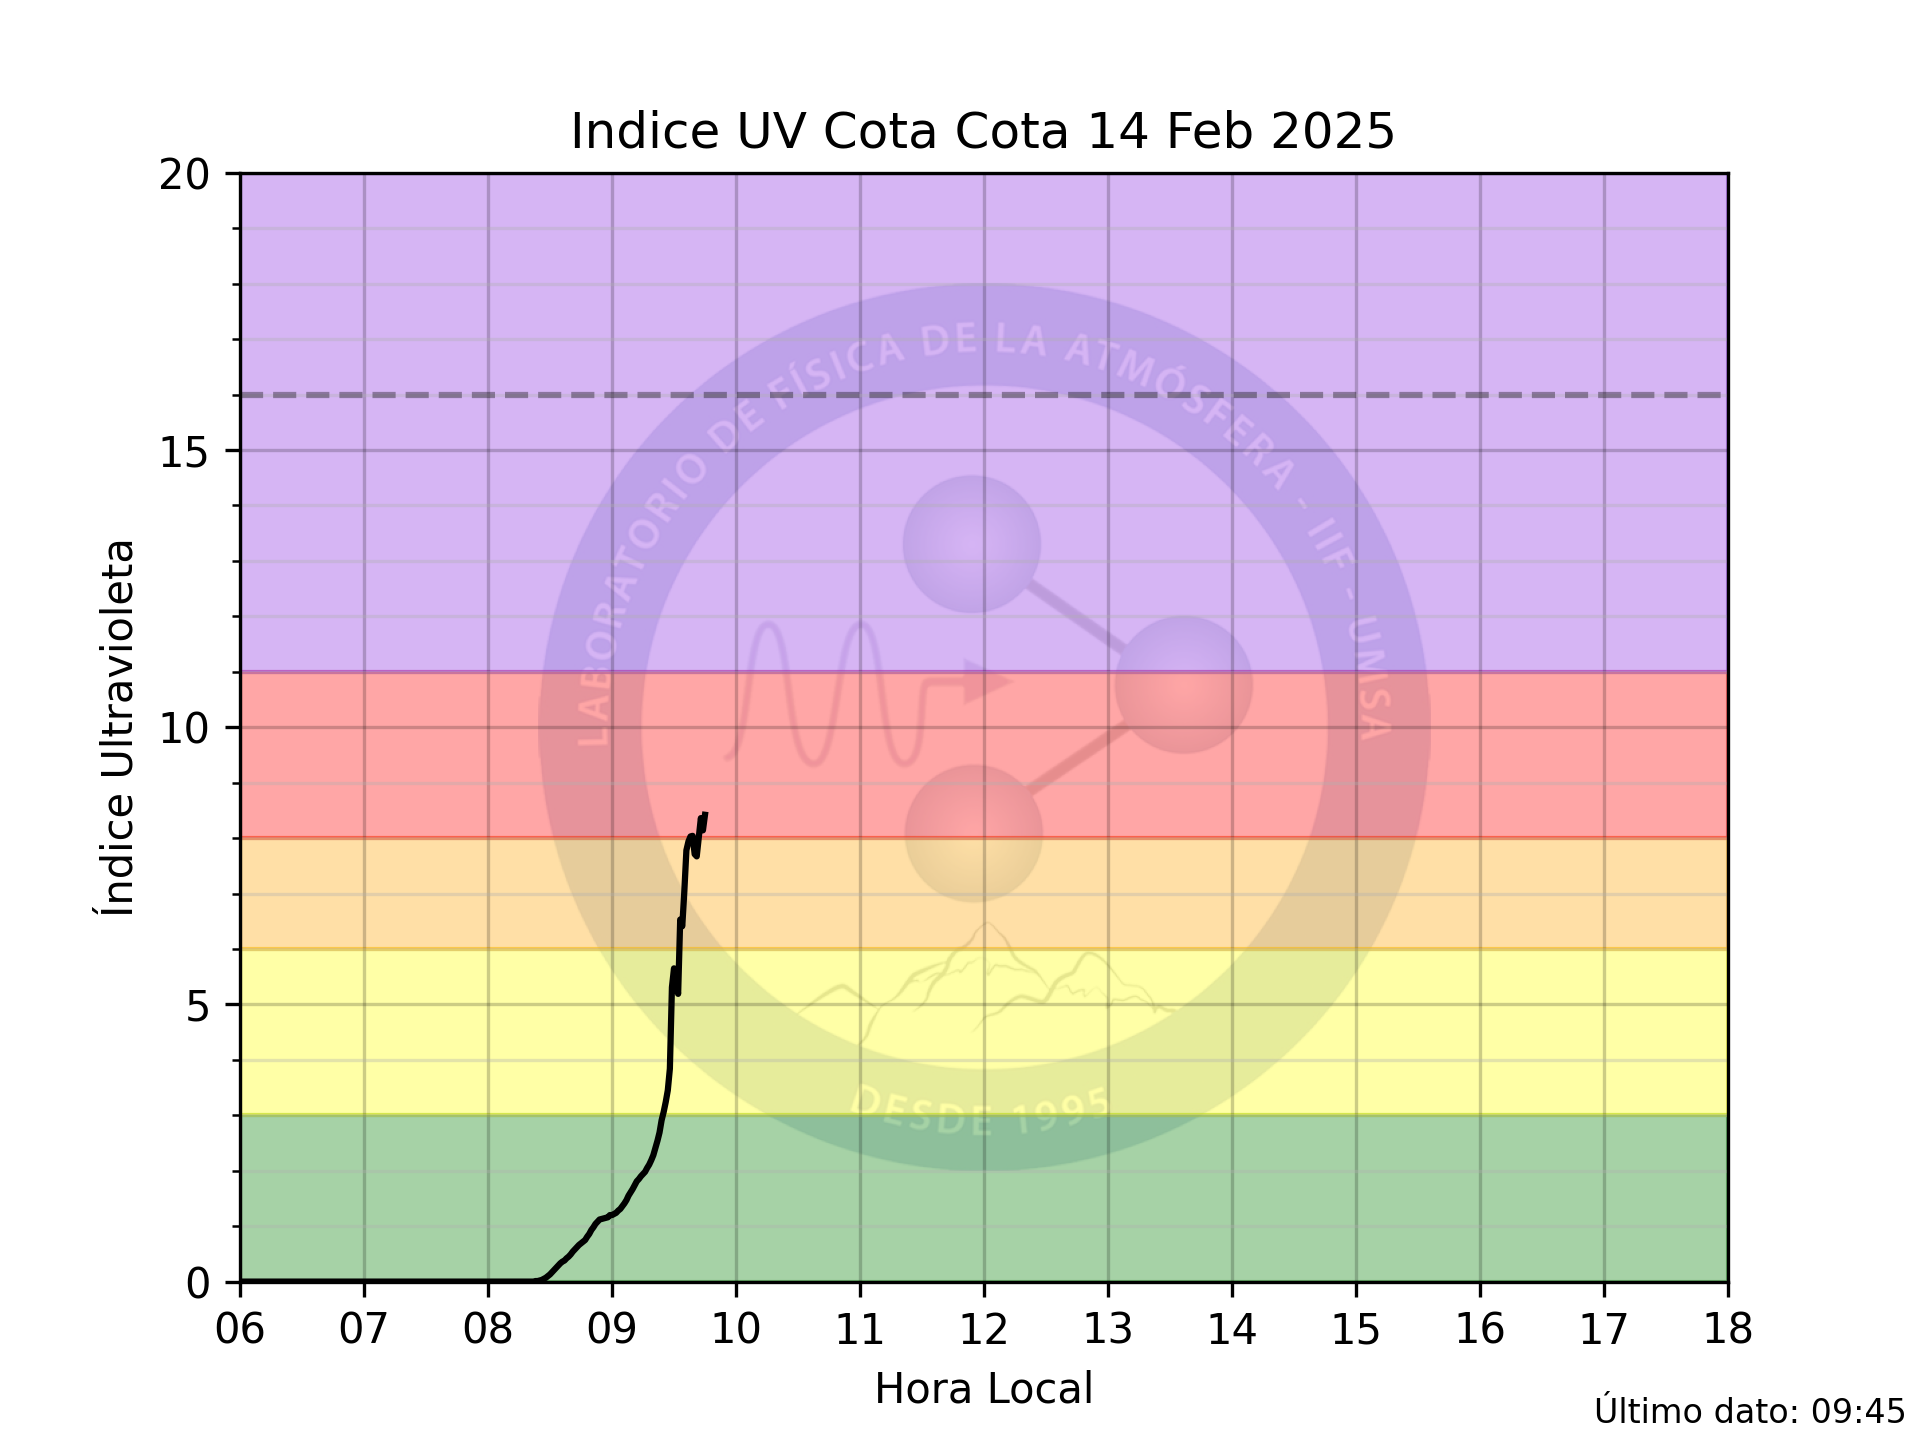 Indice UV Cota Cota 14 Feb 2025
20
15
10
5
0
Índice Ultravioleta
LABORATORIO DE FÍSICA DE LA ATMÓSFERA - IIF - UMSA
DESDE 1995
06 07 08 09 10 11 12 13 14 15 16 17 18
Hora Local
Último dato: 09:45